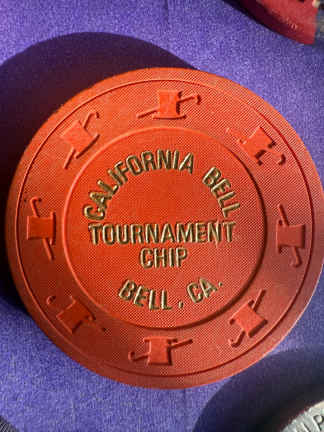 CALIFORNIA BELL
TOURNAMENT
CHIP
BELL, CA.